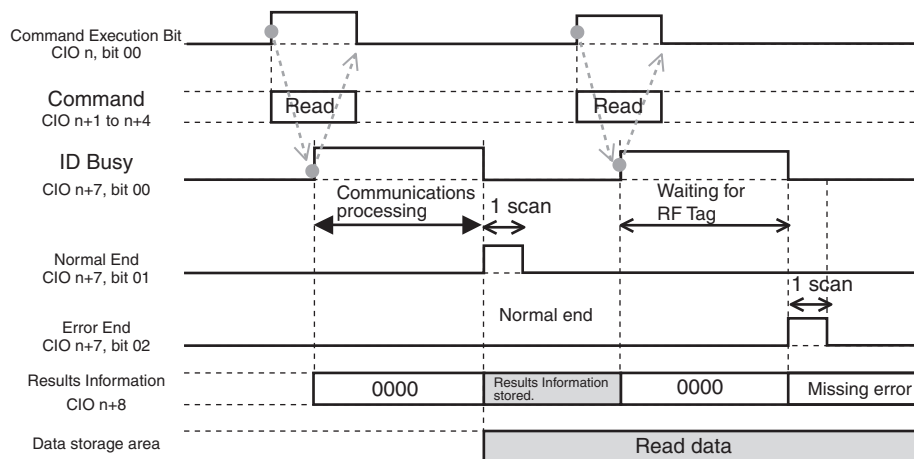 Command Execution Bit
CIO n, bit 00
Command
CIO n+1 to n+4
Read
Read
ID Busy
CIO n+7, bit 00
Communications
processing
1 scan
Waiting for
RF Tag
Normal End
CIO n+7, bit 01
1 scan
Normal end
Error End
CIO n+7, bit 02
Results Information
CIO n+8
0000
Results Information
stored.
0000
Missing error
Data storage area
Read data